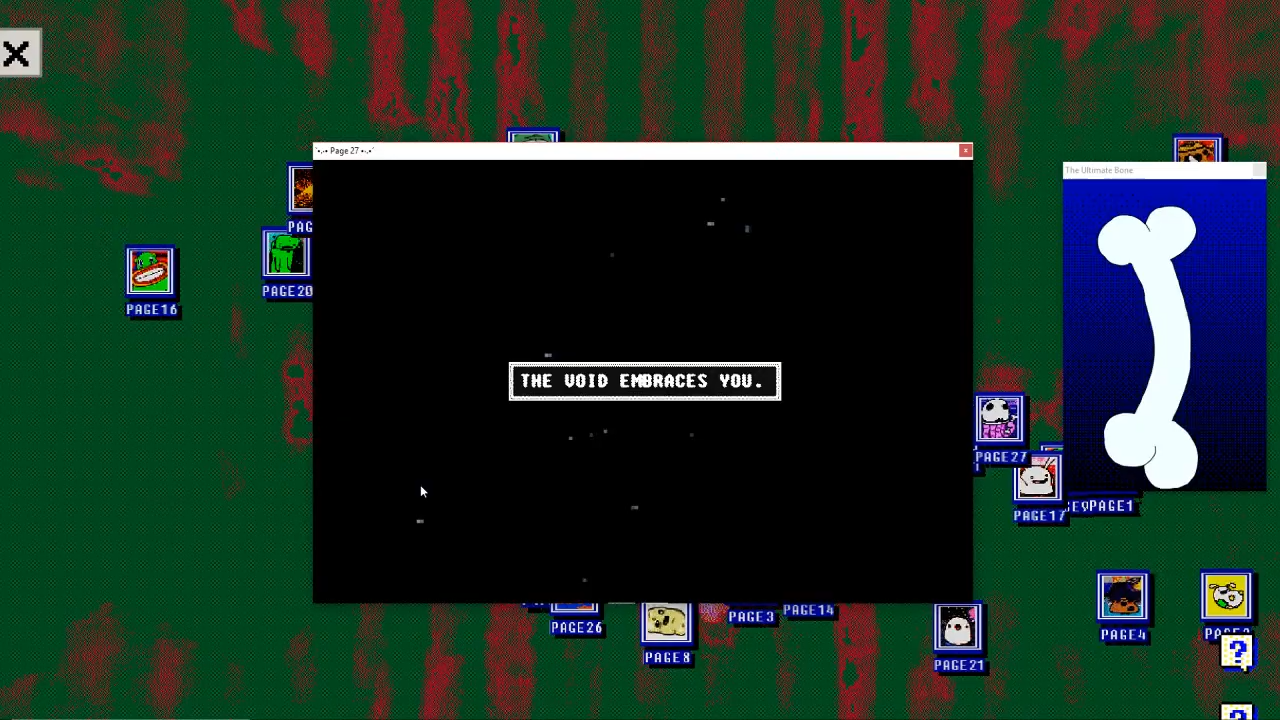 Page 27
The Ultimate Bone
PAGE16
PAGE20
THE VOID EMBRACES YOU.
PAGE27
PAGE17
PAGE1
PAGE26
PAGE3
PAGE14
PAGE8
PAGE21
PAGE4
?